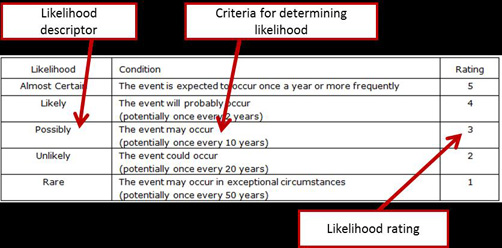 Likelihood
descriptor
Criteria for determining
likelihood
Likelihood Condition Rating
Almost Certain The event is expected to occur once a year or more frequently 5
Likely The event will probably occur 4
(potentially once every 2 years)
Possibly The event may occur 3
(potentially once every 10 years)
Unlikely The event could occur 2
(potentially once every 20 years)
Rare The event may occur in exceptional circumstances 1
(potentially once every 50 years)
Likelihood rating